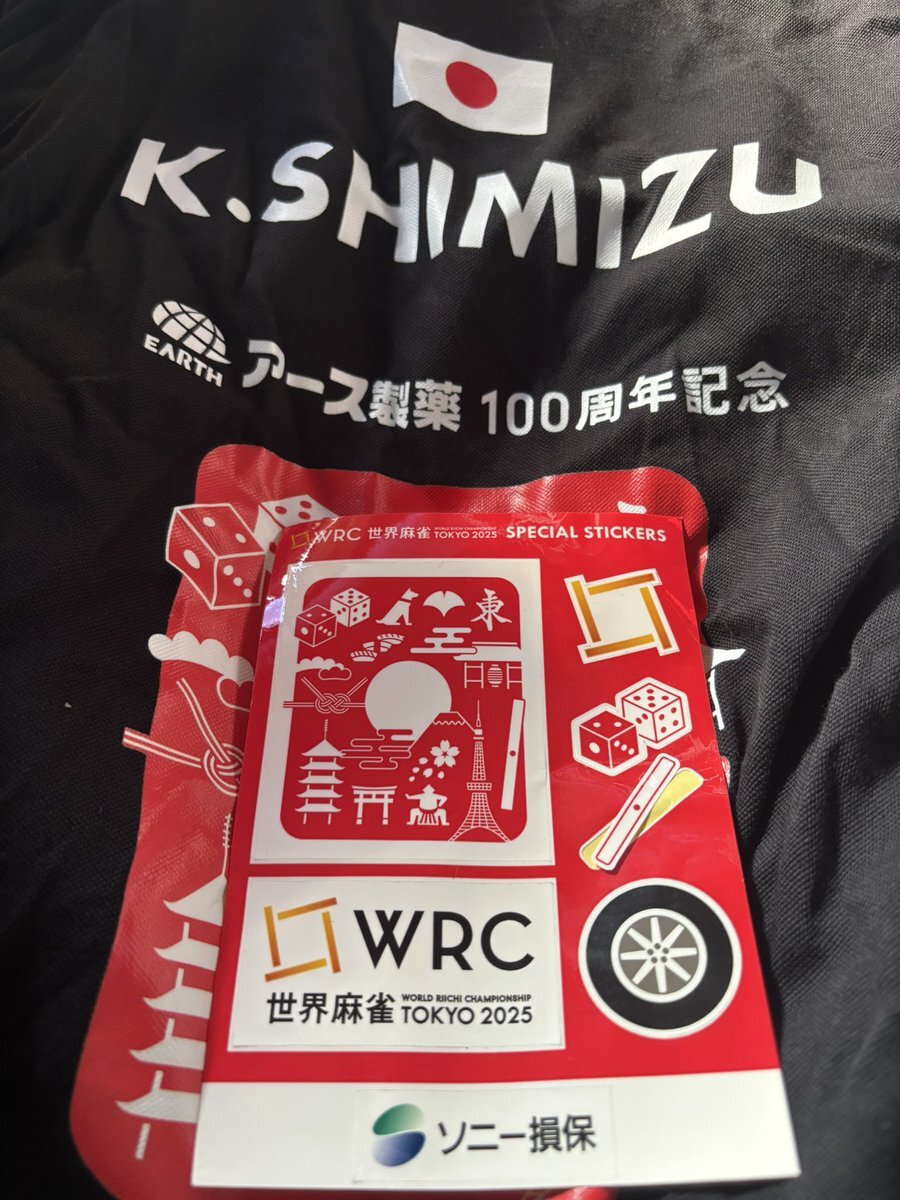 K.SHIMIZU
EARTH アース製薬 100周年記念
WRC 世界麻雀 WORLD RIICHI CHAMPIONSHIP TOKYO 2025 SPECIAL STICKERS
東
WRC
世界麻雀 WORLD RIICHI CHAMPIONSHIP TOKYO 2025
ソニー損保